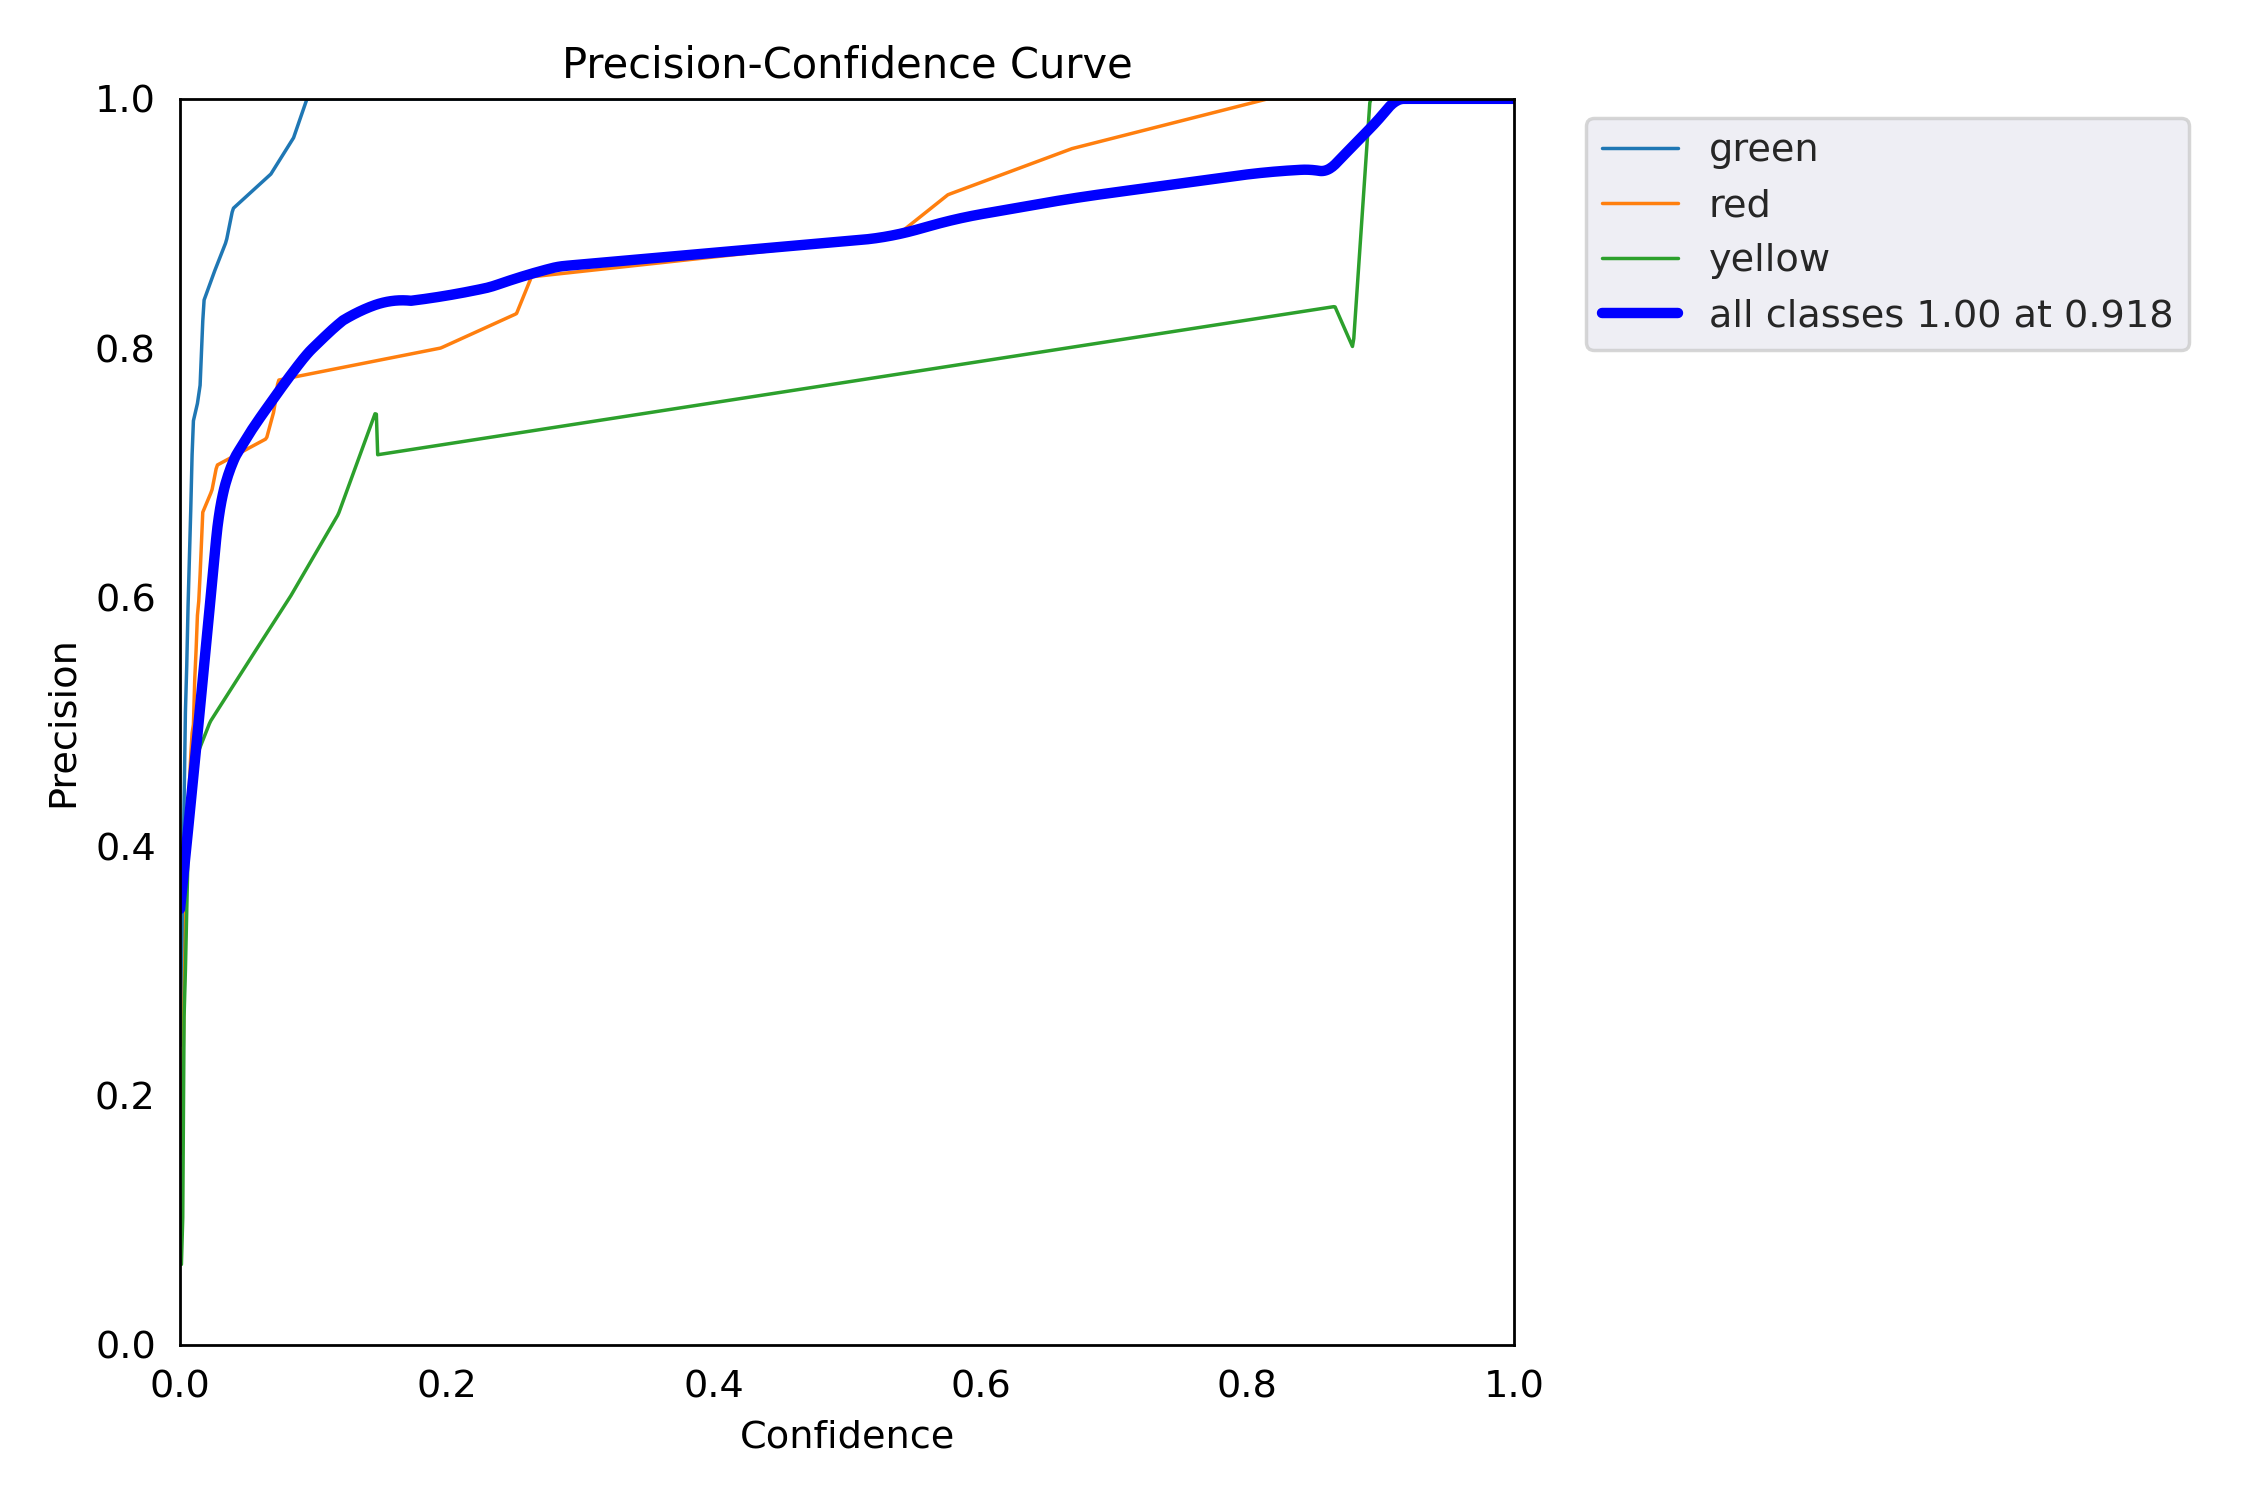 Precision-Confidence Curve
1.0
0.8
0.6
0.4
0.2
0.0
Precision
0.0 0.2 0.4 0.6 0.8 1.0
Confidence
green
red
yellow
all classes 1.00 at 0.918